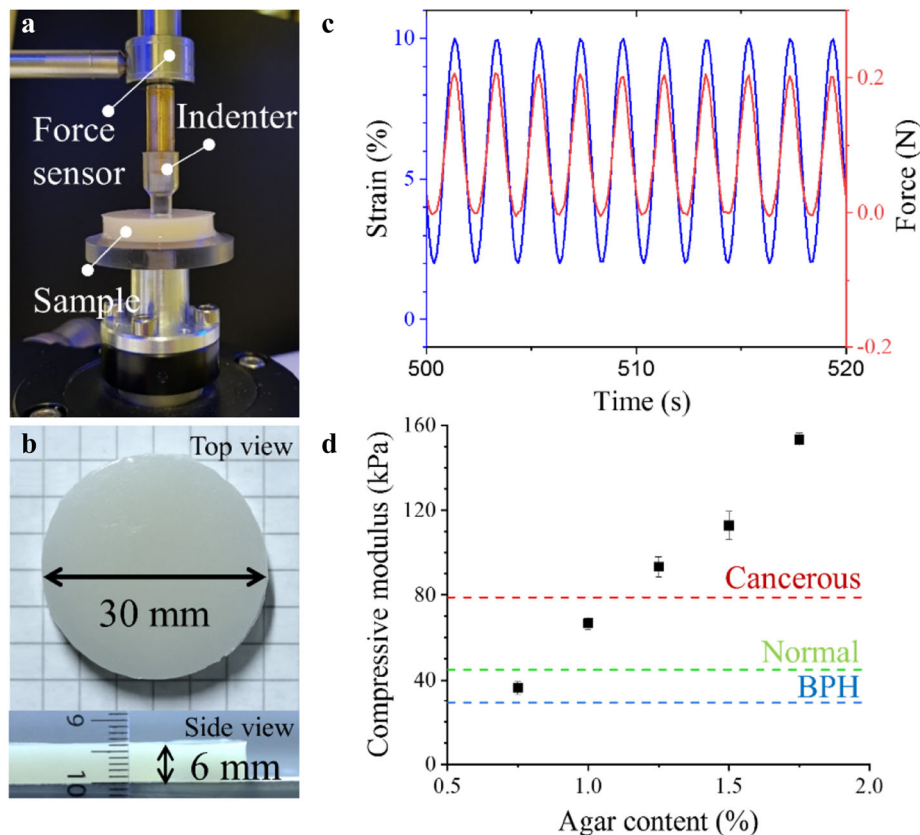 a
Force
sensor
Indenter
Sample
b
Top view
30 mm
Side view
9
10
6 mm
c
Strain (%)
10
5
0
Force (N)
0.2
0.0
-0.2
500
510
520
Time (s)
d
Compressive modulus (kPa)
160
120
80
40
0
Cancerous
Normal
BPH
0.5
1.0
1.5
2.0
Agar content (%)